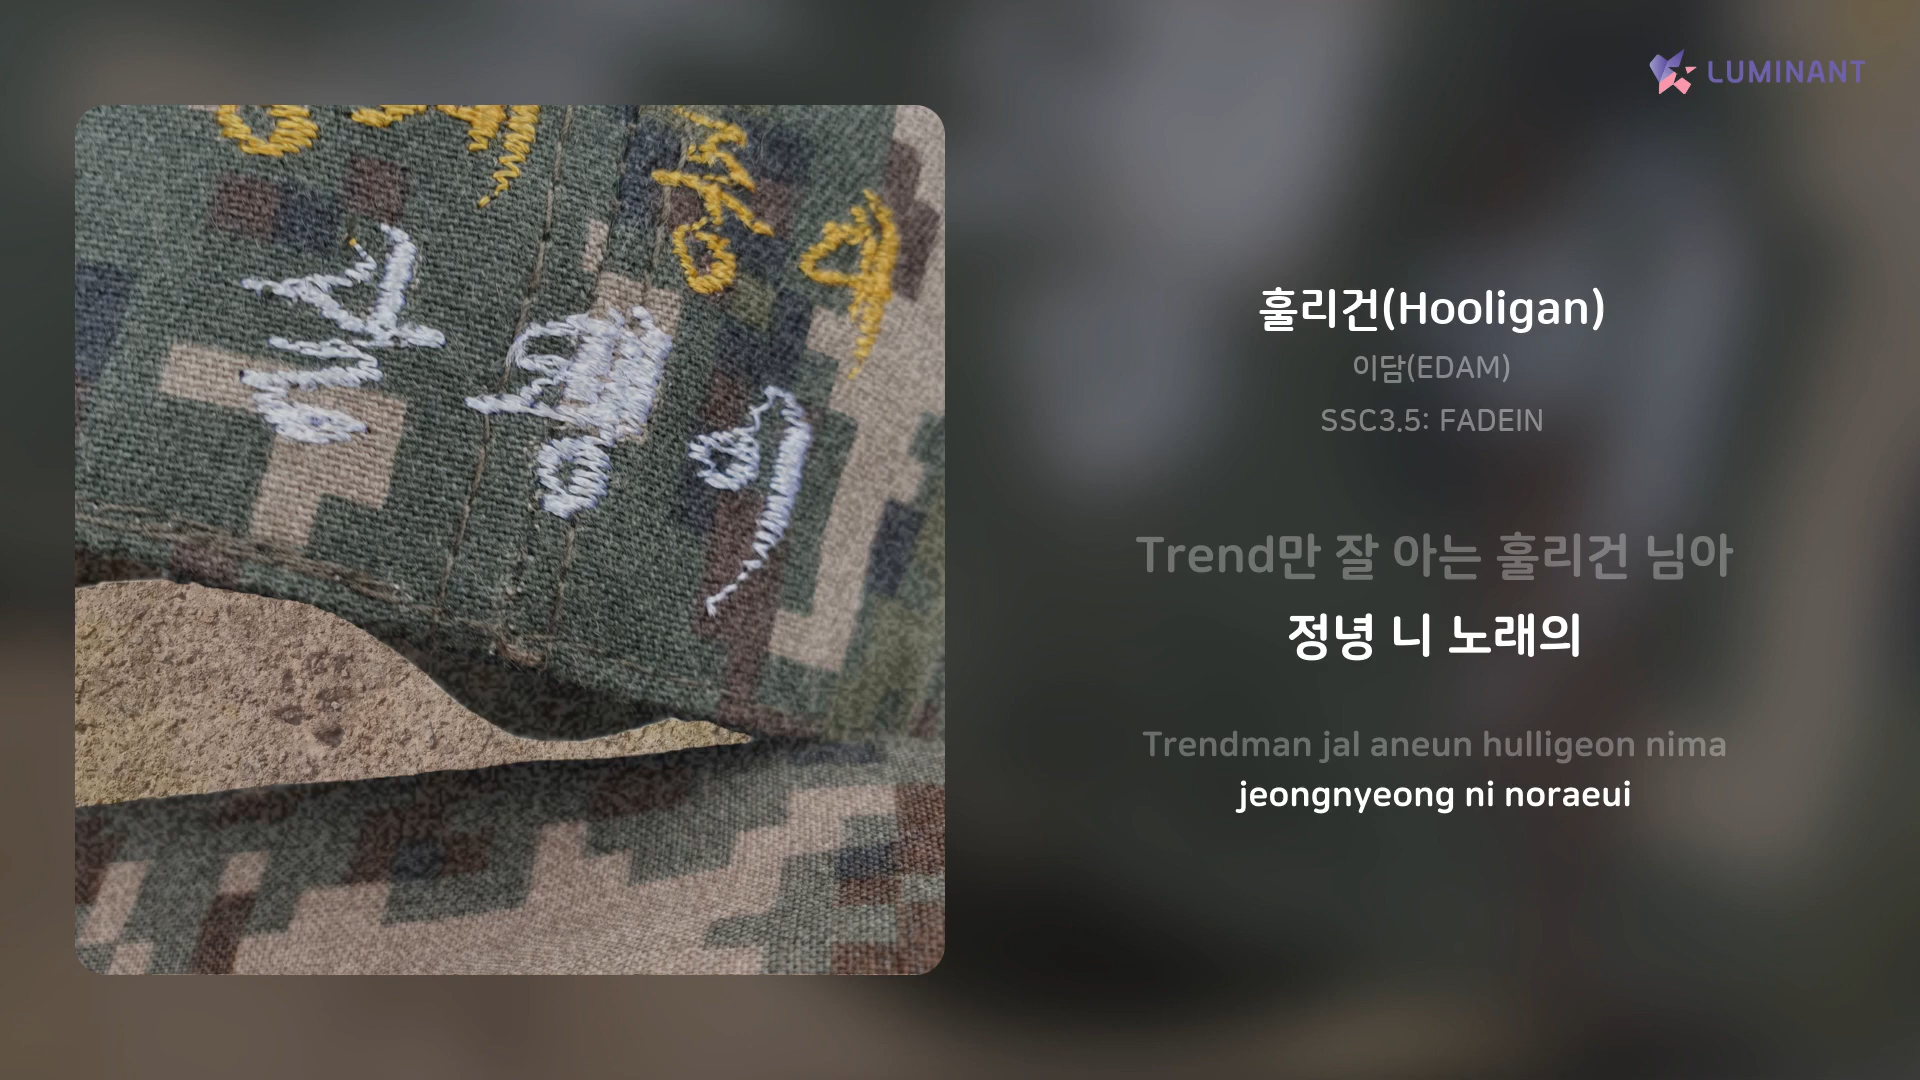 LUMINANT
훌리건(Hooligan)
이담(EDAM)
SSC3.5: FADEIN
Trend만 잘 아는 훌리건 님아
정녕 니 노래의
Trendman jal aneun hulligeon nima
jeongnyeong ni noraeui